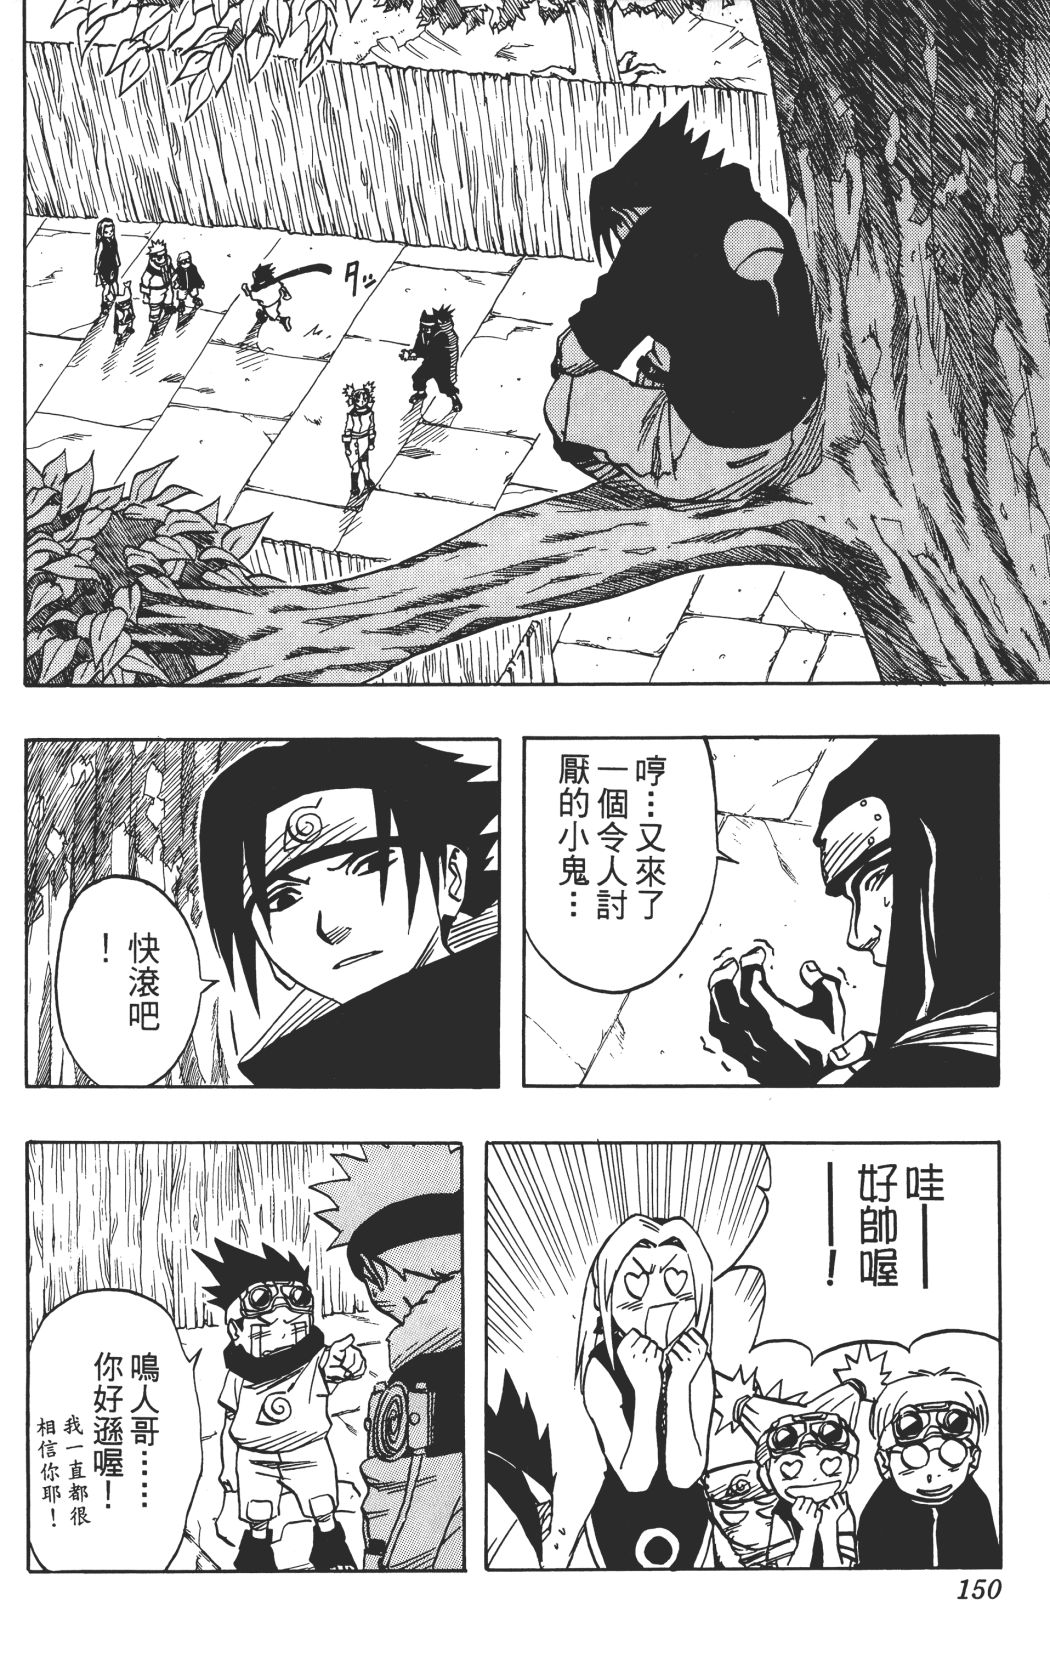 ダッ
哼…又來了
一個令人討
厭的小鬼…
快滾吧
！
哇——
好帥喔
——！
鳴人哥……
你好遜喔！
我一直都很
相信你耶！
150